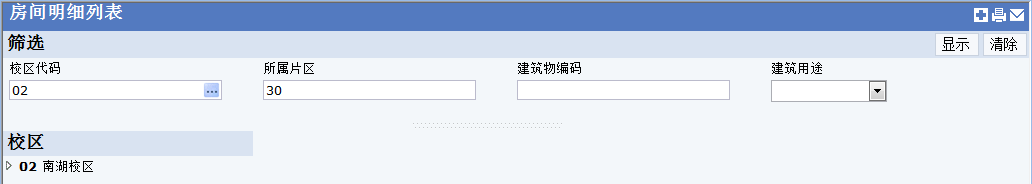 房间明细列表
筛选 显示 清除
校区代码 所属片区 建筑物编码 建筑用途
02 ... 30
校区
02 南湖校区